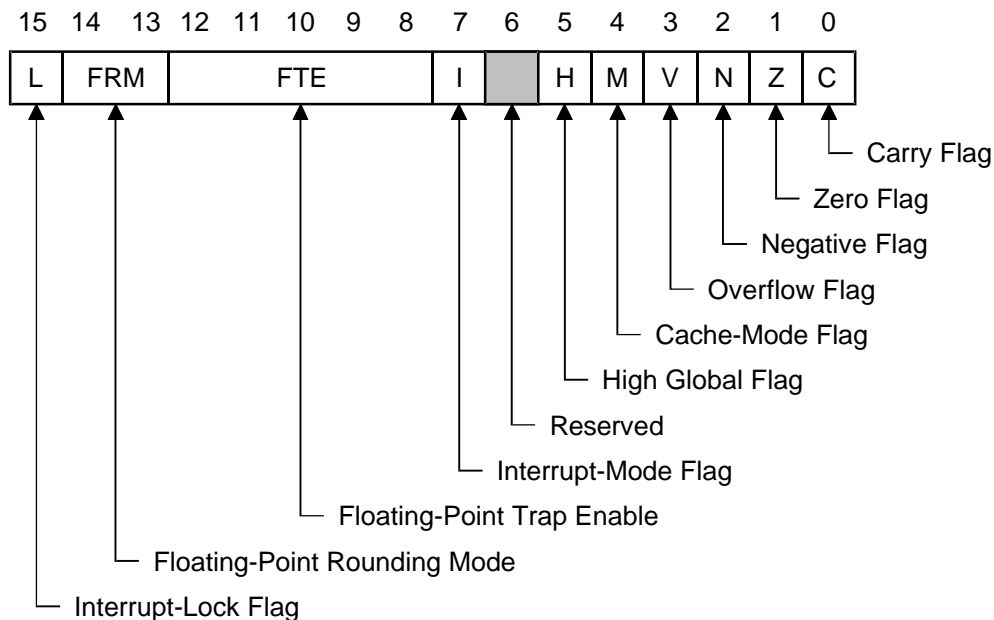 15 14 13 12 11 10 9 8 7 6 5 4 3 2 1 0
L FRM FTE I H M V N Z C
Carry Flag
Zero Flag
Negative Flag
Overflow Flag
Cache-Mode Flag
High Global Flag
Reserved
Interrupt-Mode Flag
Floating-Point Trap Enable
Floating-Point Rounding Mode
Interrupt-Lock Flag